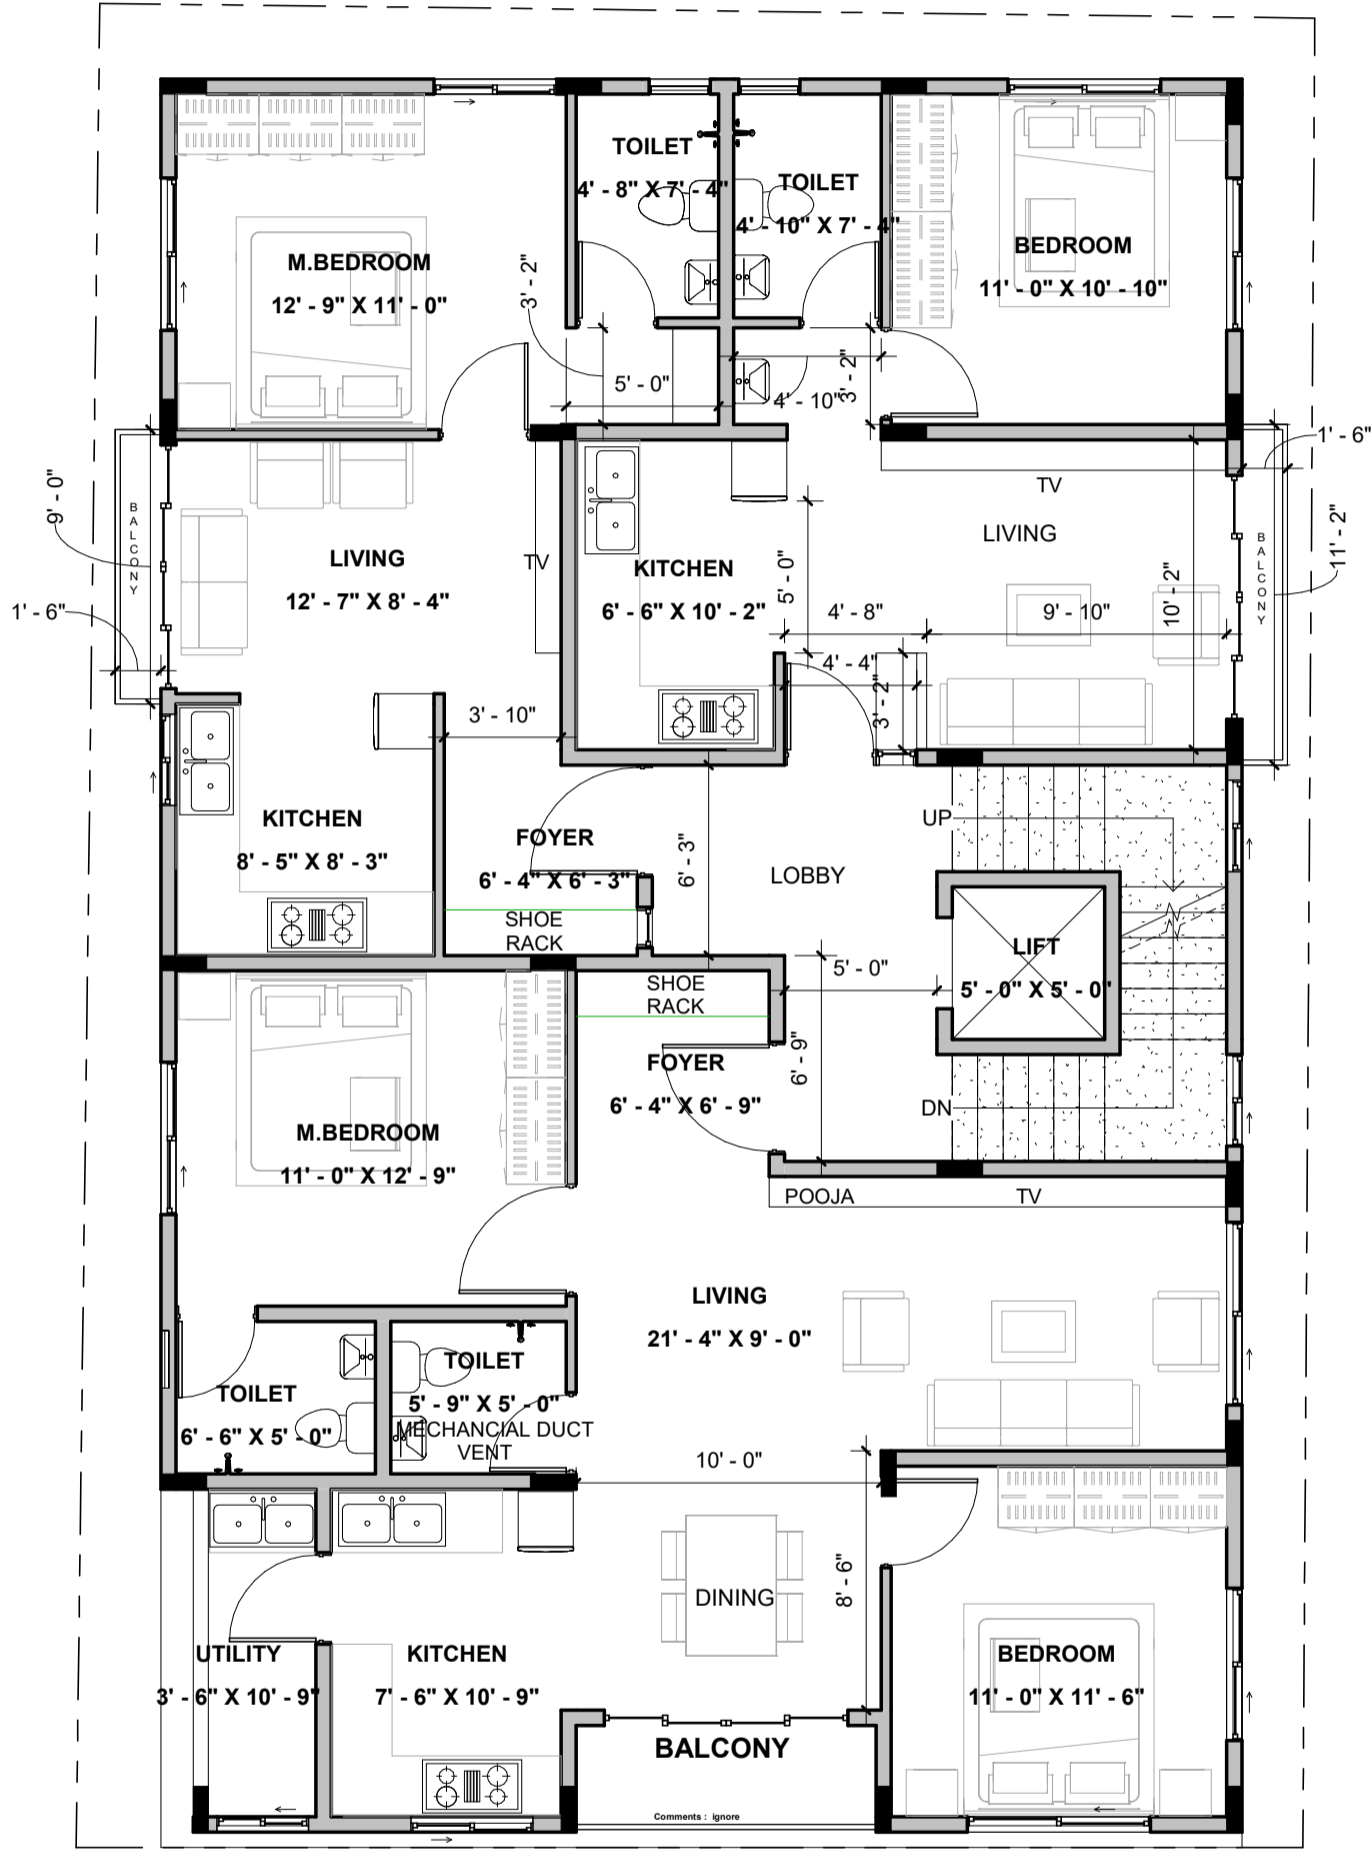 TOILET
4' - 8" X 7' - 4"
TOILET
4' - 10" X 7' - 4"
M.BEDROOM
12' - 9" X 11' - 0"
BEDROOM
11' - 0" X 10' - 10"
3' - 2"
5' - 0"
4' - 10"
3' - 2"
1' - 6"
9' - 0"
BALCONY
1' - 6"
LIVING
12' - 7" X 8' - 4"
TV
KITCHEN
6' - 6" X 10' - 2"
TV
LIVING
5' - 0"
4' - 8"
9' - 10"
10' - 2"
BALCONY
11' - 2"
4' - 4"
3' - 2"
3' - 10"
KITCHEN
8' - 5" X 8' - 3"
FOYER
6' - 4" X 6' - 3"
SHOE
RACK
6' - 3"
LOBBY
UP
LIFT
5' - 0" X 5' - 0"
5' - 0"
SHOE
RACK
FOYER
6' - 4" X 6' - 9"
6' - 9"
DN
M.BEDROOM
11' - 0" X 12' - 9"
POOJA
TV
LIVING
21' - 4" X 9' - 0"
TOILET
6' - 6" X 5' - 0"
TOILET
5' - 9" X 5' - 0"
MECHANCIAL DUCT
VENT
10' - 0"
8' - 6"
DINING
UTILITY
3' - 6" X 10' - 9"
KITCHEN
7' - 6" X 10' - 9"
BEDROOM
11' - 0" X 11' - 6"
BALCONY
Comments : ignore